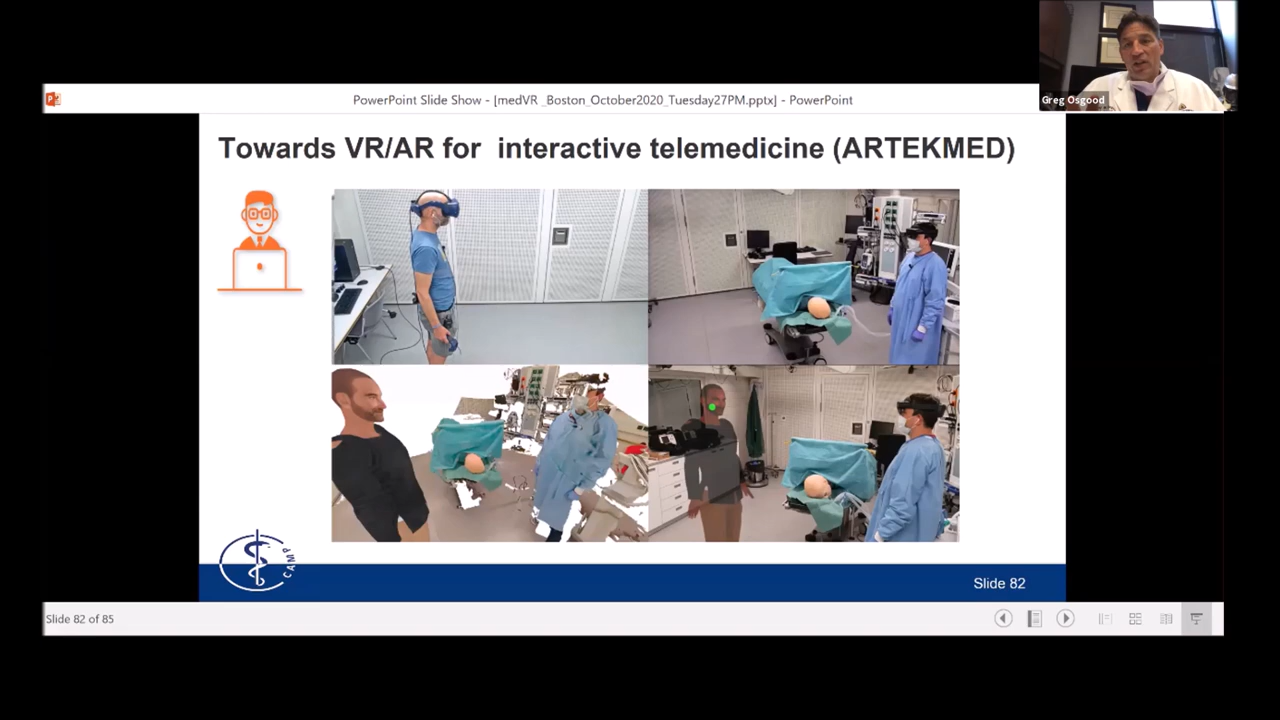 Greg Osgood
PowerPoint Slide Show - [medVR _Boston_October2020_Tuesday27PM.pptx] - PowerPoint
Towards VR/AR for interactive telemedicine (ARTEKMED)
CAMP
Slide 82
Slide 82 of 85